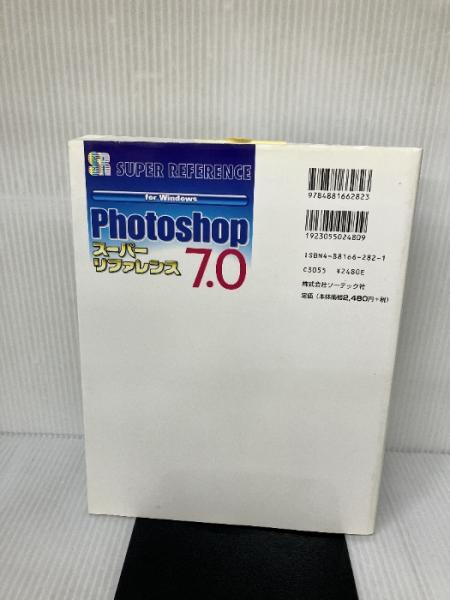 SR SUPER REFERENCE
for Windows
Photoshop
スーパー
リファレンス
7.0
9784881662823
1923055024809
ISBN4-88166-282-1
C3055 ¥2480E
株式会社ソーテック社
定価(本体価格2,480円+税)